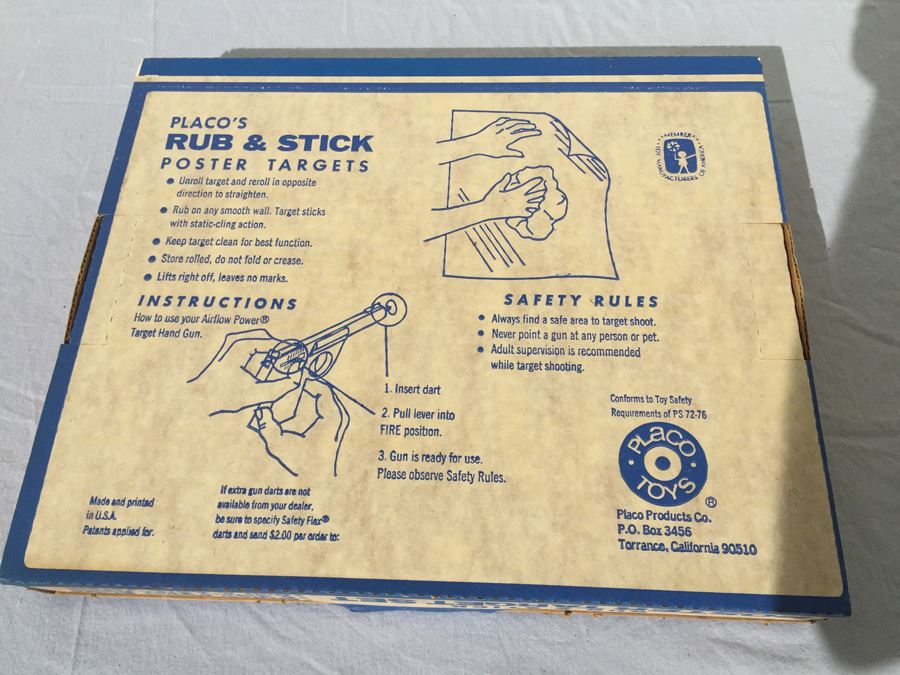 PLACO'S
RUB & STICK
POSTER TARGETS
● Unroll target and reroll in opposite
direction to straighten.
● Rub on any smooth wall. Target sticks
with static-cling action.
● Keep target clean for best function.
● Store rolled, do not fold or crease.
● Lifts right off, leaves no marks.
MEMBER
TOY MANUFACTURERS OF AMERICA
INSTRUCTIONS
How to use your Airflow Power®
Target Hand Gun.
1. Insert dart
2. Pull lever into
FIRE position.
3. Gun is ready for use.
Please observe Safety Rules.
SAFETY RULES
● Always find a safe area to target shoot.
● Never point a gun at any person or pet.
● Adult supervision is recommended
while target shooting.
Conforms to Toy Safety
Requirements of PS 72-76
PLACO
TOYS
®
Placo Products Co.
P.O. Box 3456
Torrance, California 90510
Made and printed
in U.S.A.
Patents applied for.
If extra gun darts are not
available from your dealer,
be sure to specify Safety Flex®
darts and send $2.00 per order to: